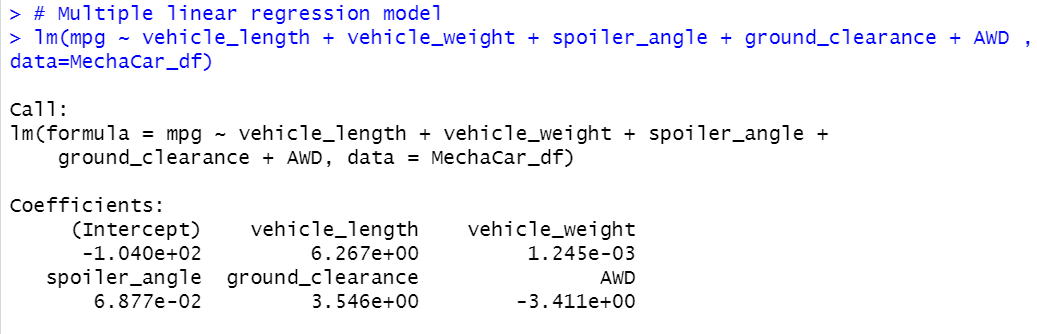 > # Multiple linear regression model
> lm(mpg ~ vehicle_length + vehicle_weight + spoiler_angle + ground_clearance + AWD ,
data=MechaCar_df)
Call:
lm(formula = mpg ~ vehicle_length + vehicle_weight + spoiler_angle +
    ground_clearance + AWD, data = MechaCar_df)
Coefficients:
     (Intercept)    vehicle_length    vehicle_weight
      -1.040e+02         6.267e+00         1.245e-03
   spoiler_angle  ground_clearance               AWD
       6.877e-02         3.546e+00        -3.411e+00